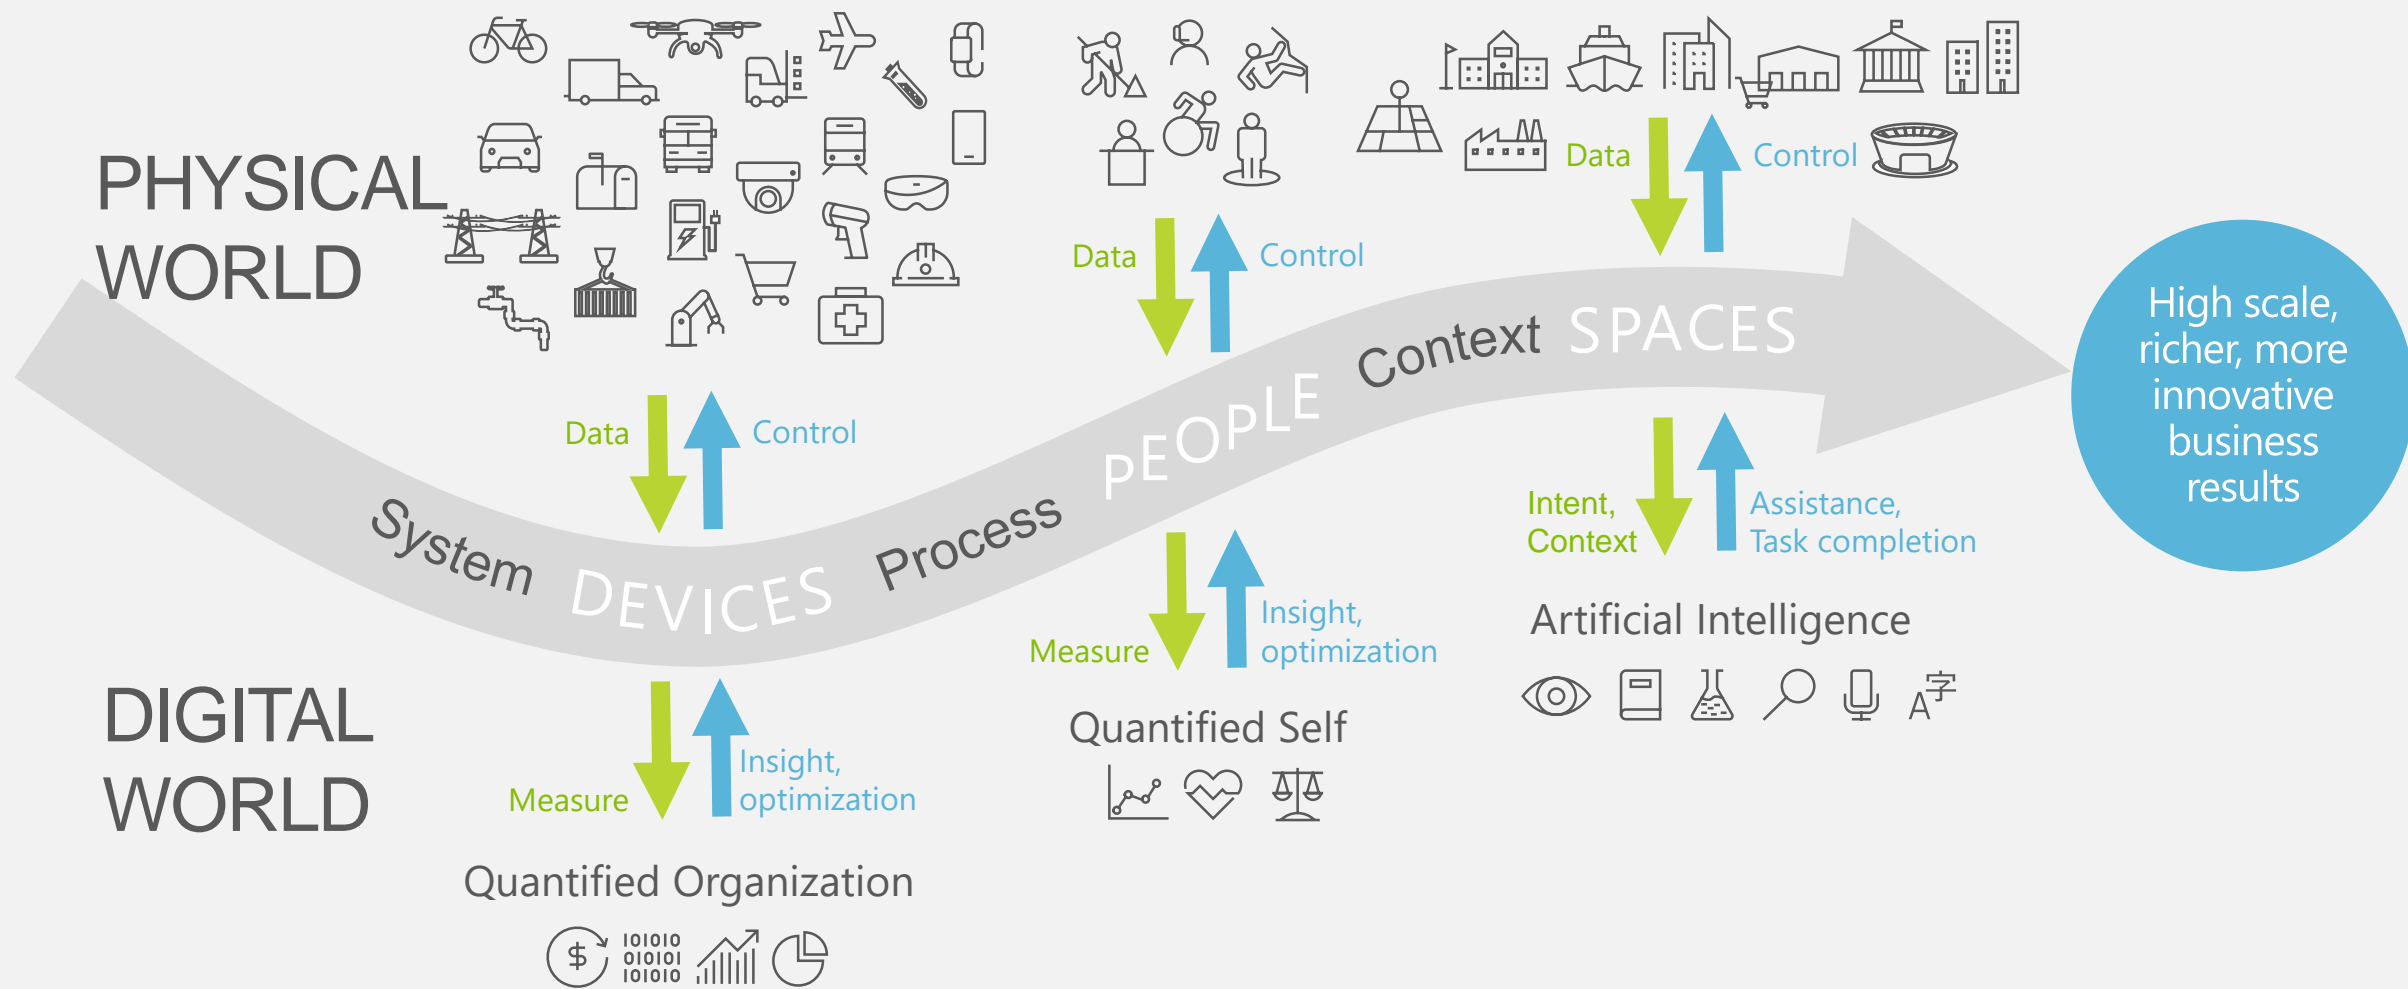 PHYSICAL
WORLD
Data
Control
Data
Control
Data
Control
System
DEVICES
Process
PEOPLE
Context
SPACES
High scale,
richer, more
innovative
business
results
DIGITAL
WORLD
Measure
Insight,
optimization
Quantified Organization
$
101010
010101
101010
Measure
Insight,
optimization
Quantified Self
Intent,
Context
Assistance,
Task completion
Artificial Intelligence
A字